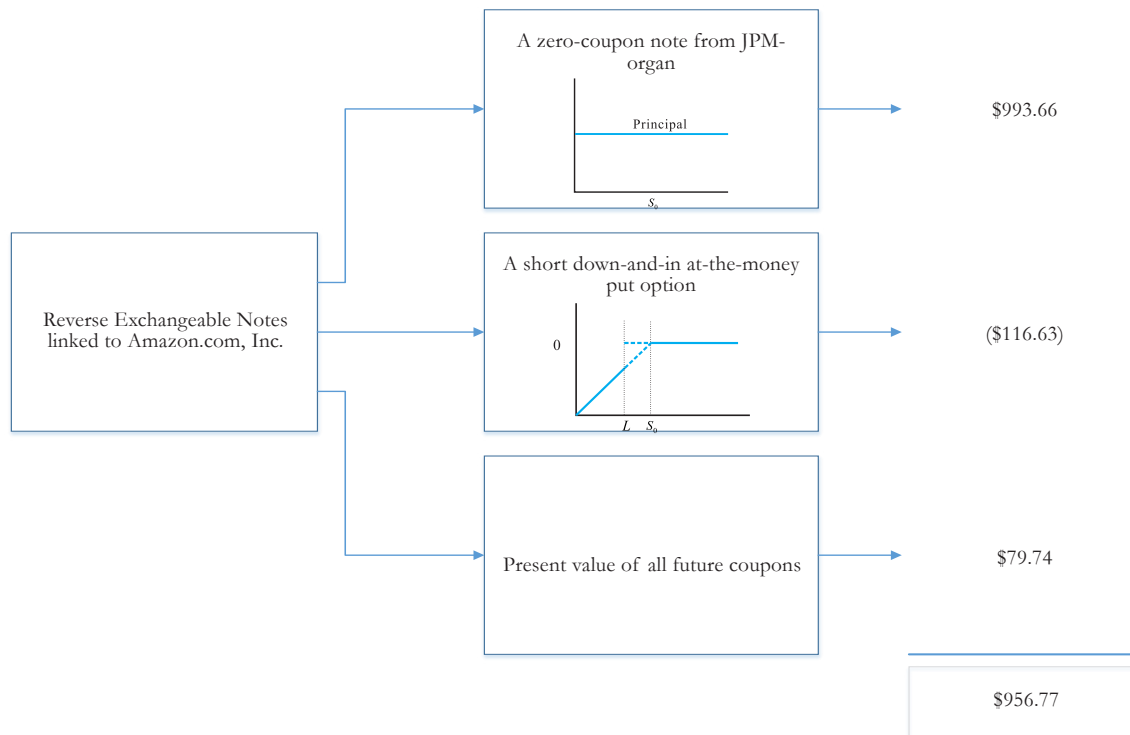 A zero-coupon note from JPM-
organ
Principal
S₀
$993.66
Reverse Exchangeable Notes
linked to Amazon.com, Inc.
A short down-and-in at-the-money
put option
0
L S₀
($116.63)
Present value of all future coupons
$79.74
$956.77